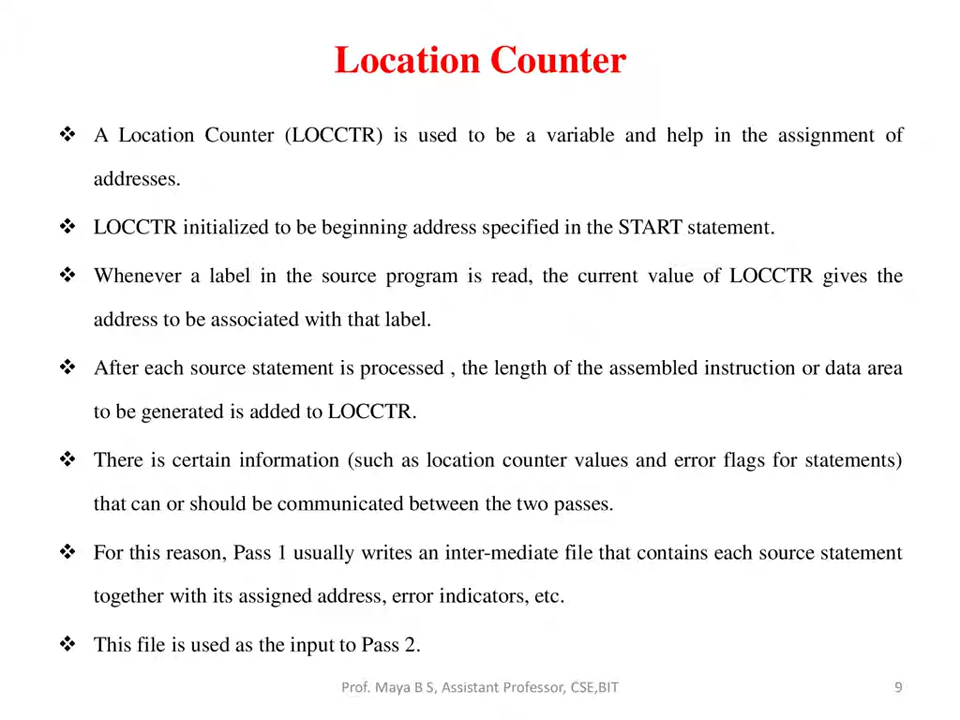 Location Counter
❖ A Location Counter (LOCCTR) is used to be a variable and help in the assignment of
addresses.
❖ LOCCTR initialized to be beginning address specified in the START statement.
❖ Whenever a label in the source program is read, the current value of LOCCTR gives the
address to be associated with that label.
❖ After each source statement is processed , the length of the assembled instruction or data area
to be generated is added to LOCCTR.
❖ There is certain information (such as location counter values and error flags for statements)
that can or should be communicated between the two passes.
❖ For this reason, Pass 1 usually writes an inter-mediate file that contains each source statement
together with its assigned address, error indicators, etc.
❖ This file is used as the input to Pass 2.
Prof. Maya B S, Assistant Professor, CSE,BIT 9